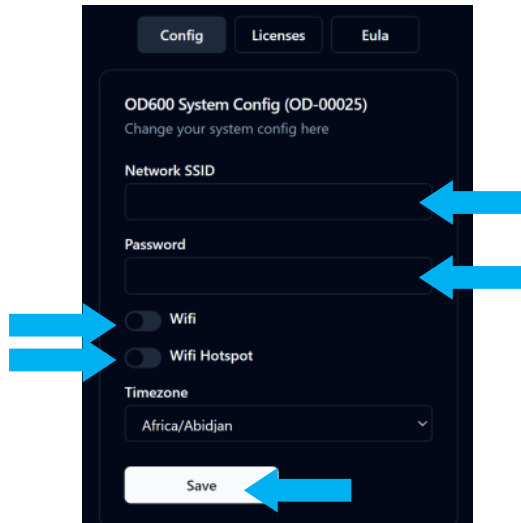 Config Licenses Eula
OD600 System Config (OD-00025)
Change your system config here
Network SSID
Password
Wifi
Wifi Hotspot
Timezone
Africa/Abidjan
Save